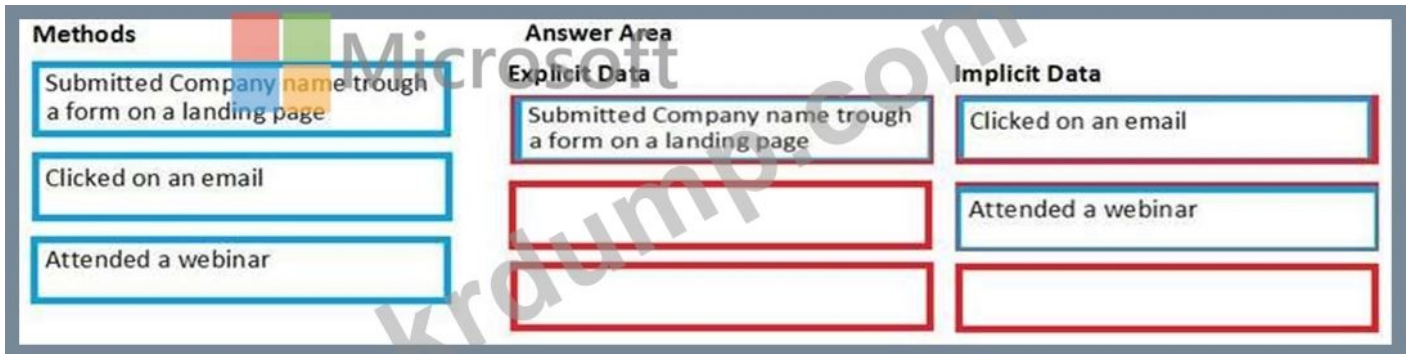 Methods
Submitted Company name trough
a form on a landing page
Clicked on an email
Attended a webinar
Answer Area
Explicit Data
Submitted Company name trough
a form on a landing page
Implicit Data
Clicked on an email
Attended a webinar
Microsoft
krdump.com